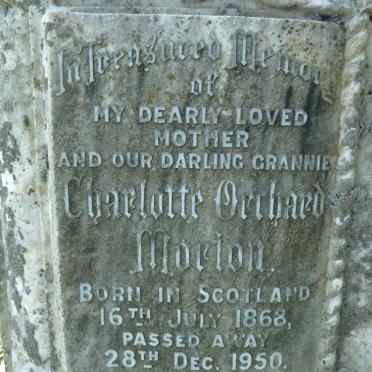 In Treasured Memory
of
MY DEARLY LOVED
MOTHER
AND OUR DARLING GRANNIE
Charlotte Orchard
Morton,
BORN IN SCOTLAND
16TH JULY 1868,
PASSED AWAY
28TH DEC. 1950.